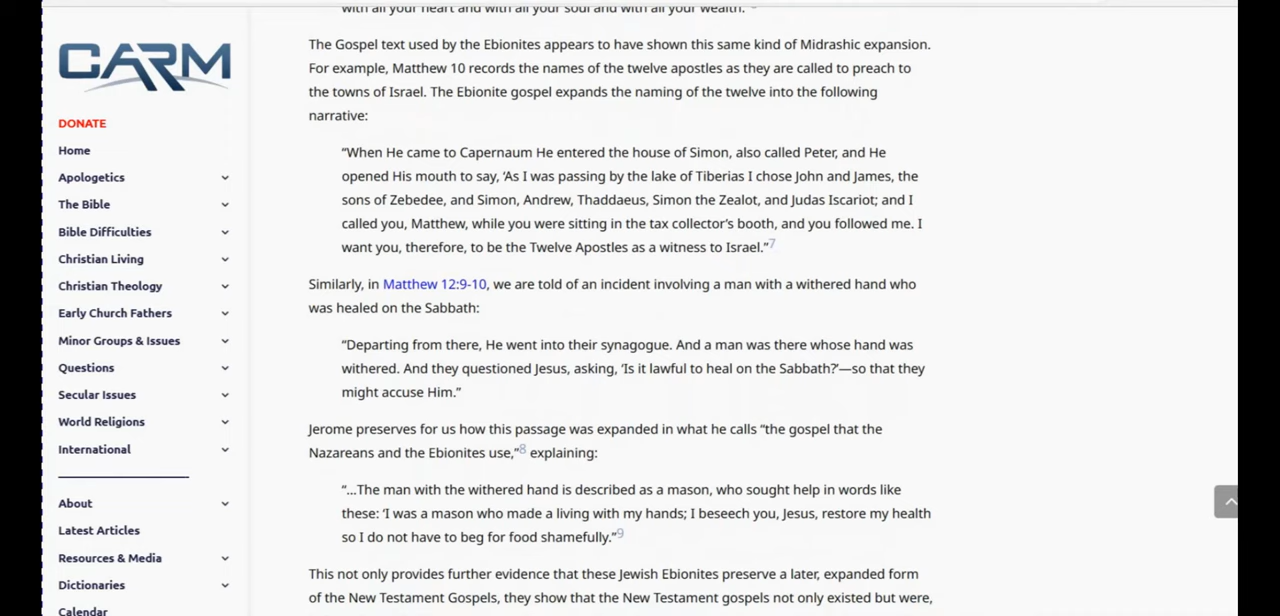 with all your heart and with all your soul and with all your wealth."
The Gospel text used by the Ebionites appears to have shown this same kind of Midrashic expansion.
For example, Matthew 10 records the names of the twelve apostles as they are called to preach to
the towns of Israel. The Ebionite gospel expands the naming of the twelve into the following
narrative:
“When He came to Capernaum He entered the house of Simon, also called Peter, and He
opened His mouth to say, ‘As I was passing by the lake of Tiberias I chose John and James, the
sons of Zebedee, and Simon, Andrew, Thaddaeus, Simon the Zealot, and Judas Iscariot; and I
called you, Matthew, while you were sitting in the tax collector’s booth, and you followed me. I
want you, therefore, to be the Twelve Apostles as a witness to Israel.”7
Similarly, in Matthew 12:9-10, we are told of an incident involving a man with a withered hand who
was healed on the Sabbath:
“Departing from there, He went into their synagogue. And a man was there whose hand was
withered. And they questioned Jesus, asking, ‘Is it lawful to heal on the Sabbath?’—so that they
might accuse Him.”
Jerome preserves for us how this passage was expanded in what he calls “the gospel that the
Nazareans and the Ebionites use,”8 explaining:
“…The man with the withered hand is described as a mason, who sought help in words like
these: ‘I was a mason who made a living with my hands; I beseech you, Jesus, restore my health
so I do not have to beg for food shamefully.”9
This not only provides further evidence that these Jewish Ebionites preserve a later, expanded form
of the New Testament Gospels, they show that the New Testament gospels not only existed but were,
CARM
DONATE
Home
Apologetics
The Bible
Bible Difficulties
Christian Living
Christian Theology
Early Church Fathers
Minor Groups & Issues
Questions
Secular Issues
World Religions
International
About
Latest Articles
Resources & Media
Dictionaries
Calendar